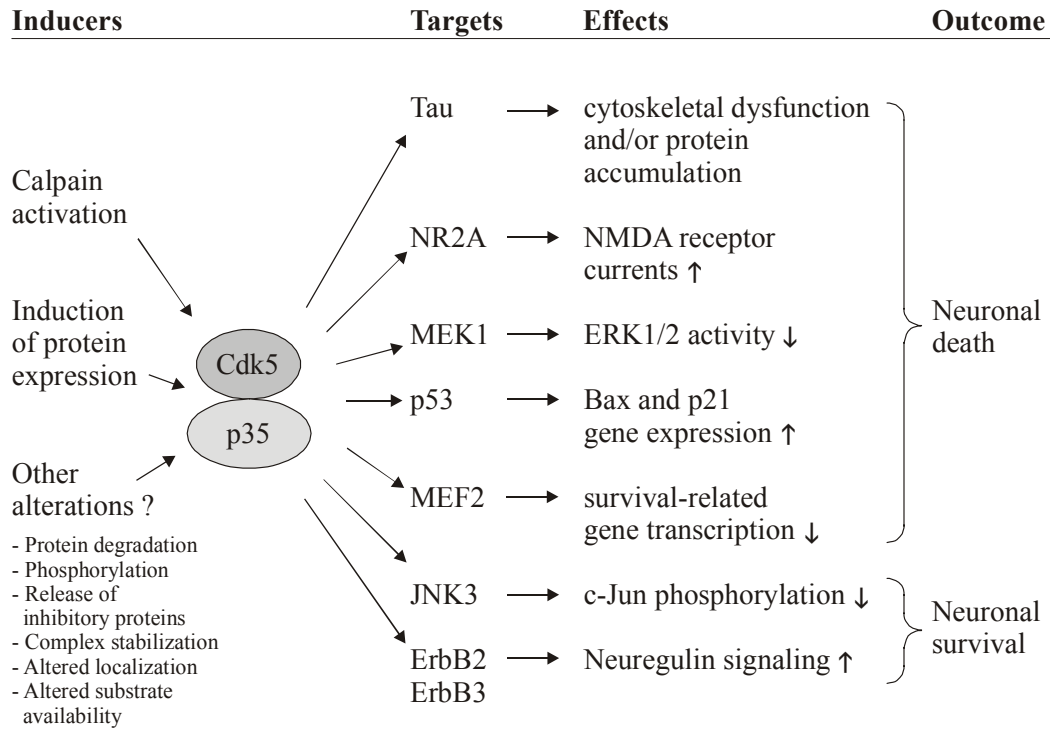 Inducers Targets Effects Outcome
Calpain
activation
Induction
of protein
expression
Other
alterations ?
- Protein degradation
- Phosphorylation
- Release of
inhibitory proteins
- Complex stabilization
- Altered localization
- Altered substrate
availability
Cdk5
p35
Tau
cytoskeletal dysfunction
and/or protein
accumulation
NR2A
NMDA receptor
currents ↑
MEK1
ERK1/2 activity ↓
p53
Bax and p21
gene expression ↑
MEF2
survival-related
gene transcription ↓
JNK3
c-Jun phosphorylation ↓
ErbB2
ErbB3
Neuregulin signaling ↑
Neuronal
death
Neuronal
survival